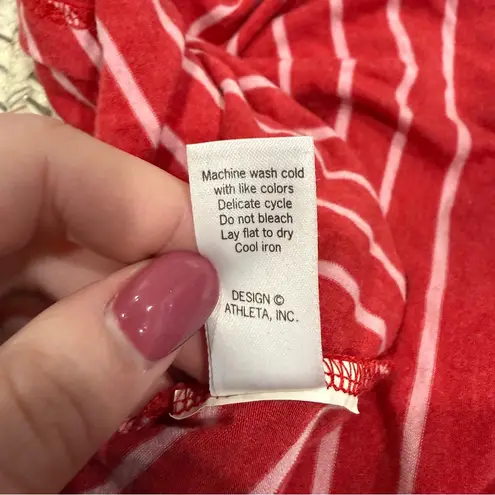 Machine wash cold
with like colors
Delicate cycle
Do not bleach
Lay flat to dry
Cool iron
DESIGN ©
ATHLETA, INC.